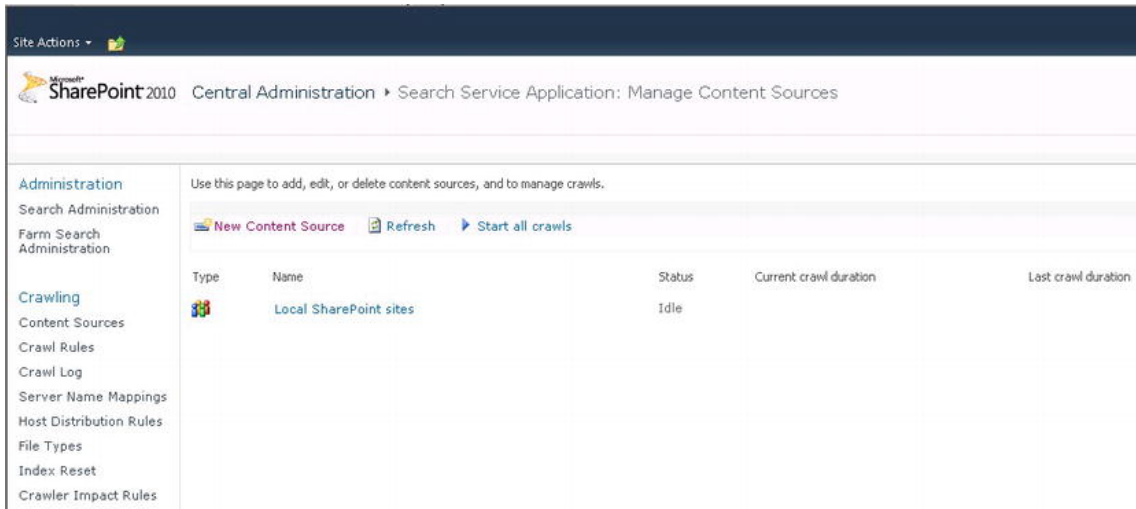 Site Actions
Microsoft
SharePoint 2010 Central Administration ▸ Search Service Application: Manage Content Sources
Administration
Search Administration
Farm Search
Administration
Crawling
Content Sources
Crawl Rules
Crawl Log
Server Name Mappings
Host Distribution Rules
File Types
Index Reset
Crawler Impact Rules
Use this page to add, edit, or delete content sources, and to manage crawls.
New Content Source Refresh Start all crawls
Type Name Status Current crawl duration Last crawl duration
Local SharePoint sites Idle